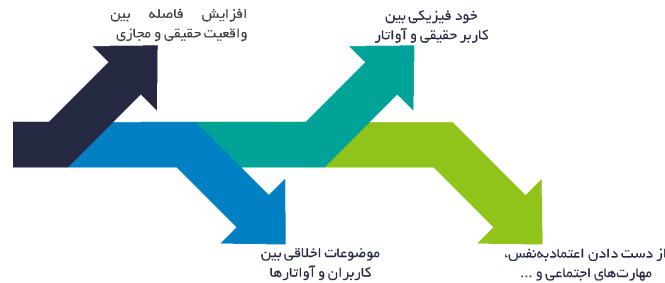 افزایش فاصله بین
واقعیت حقیقی و مجازی
خود فیزیکی بین
کاربر حقیقی و آواتار
موضوعات اخلاقی بین
کاربران و آواتارها
از دست دادن اعتمادبه‌نفس،
مهارت‌های اجتماعی و ...